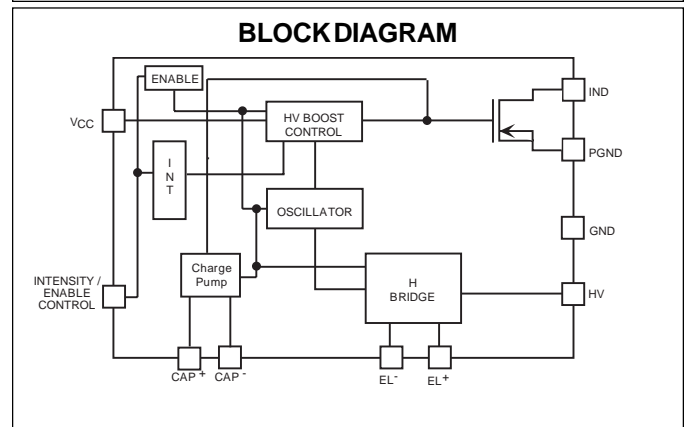 BLOCK DIAGRAM
ENABLE
IND
VCC
HV BOOST
CONTROL
PGND
I
N
T
OSCILLATOR
GND
Charge
Pump
H
BRIDGE
INTENSITY /
ENABLE
CONTROL
HV
CAP +
CAP -
EL-
EL+